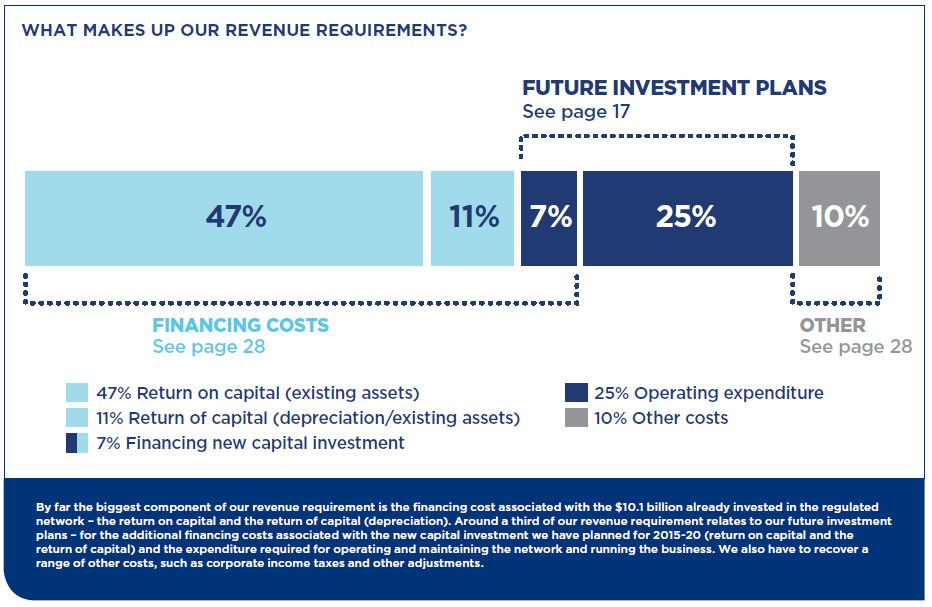 WHAT MAKES UP OUR REVENUE REQUIREMENTS?
FUTURE INVESTMENT PLANS
See page 17
47%
11%
7%
25%
10%
FINANCING COSTS
See page 28
OTHER
See page 28
47% Return on capital (existing assets)
11% Return of capital (depreciation/existing assets)
7% Financing new capital investment
25% Operating expenditure
10% Other costs
By far the biggest component of our revenue requirement is the financing cost associated with the $10.1 billion already invested in the regulated
network – the return on capital and the return of capital (depreciation). Around a third of our revenue requirement relates to our future investment
plans – for the additional financing costs associated with the new capital investment we have planned for 2015-20 (return on capital and the
return of capital) and the expenditure required for operating and maintaining the network and running the business. We also have to recover a
range of other costs, such as corporate income taxes and other adjustments.